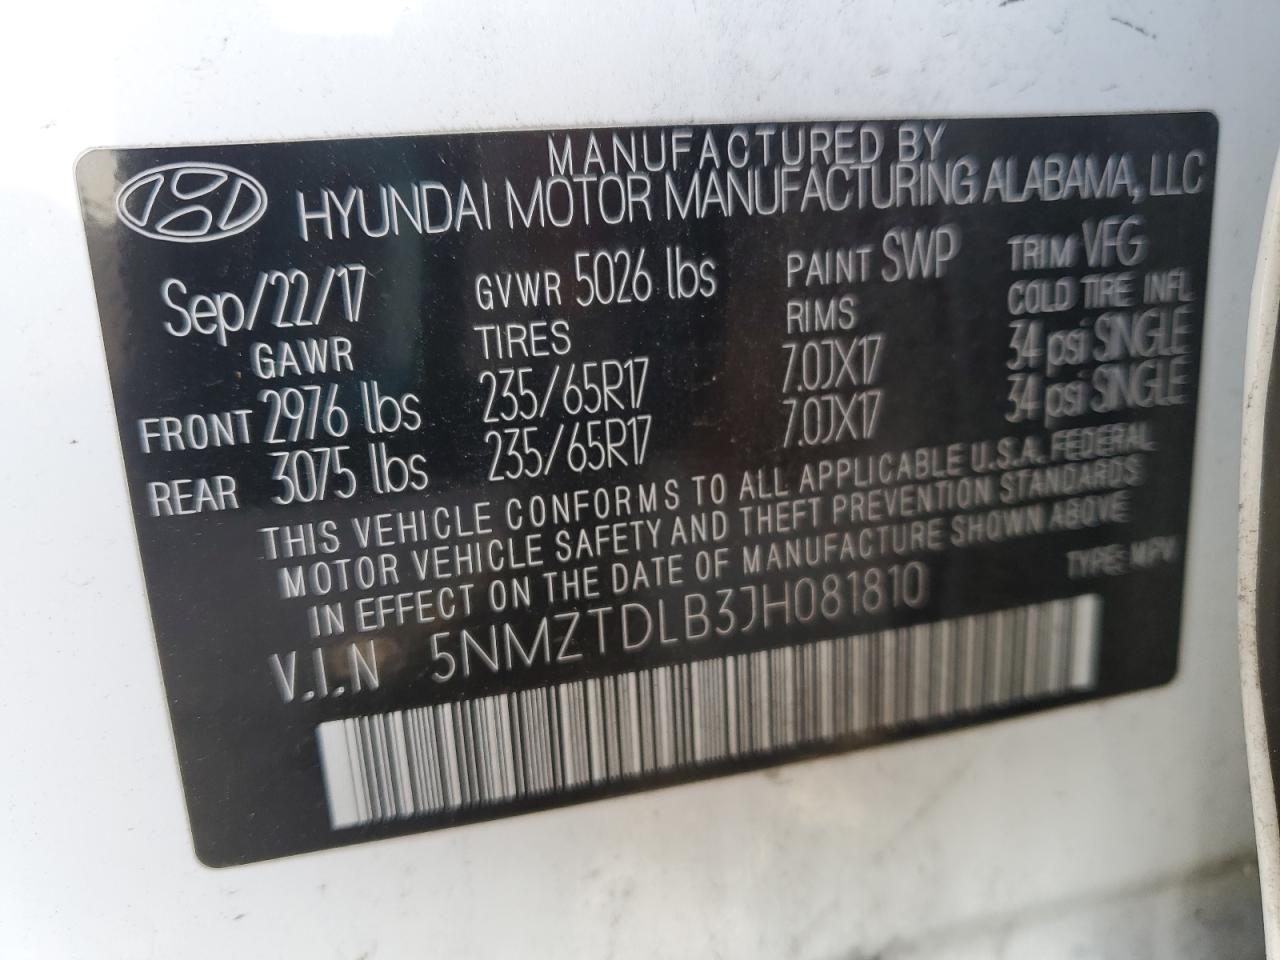 MANUFACTURED BY
HYUNDAI MOTOR MANUFACTURING ALABAMA, LLC
Sep/22/17 GVWR 5026 lbs PAINT SWP TRIM VFG
GAWR TIRES RIMS COLD TIRE INFL
FRONT 2976 lbs 235/65R17 7.0JX17 34 psi SINGLE
REAR 3075 lbs 235/65R17 7.0JX17 34 psi SINGLE
THIS VEHICLE CONFORMS TO ALL APPLICABLE U.S.A. FEDERAL
MOTOR VEHICLE SAFETY AND THEFT PREVENTION STANDARDS
IN EFFECT ON THE DATE OF MANUFACTURE SHOWN ABOVE
V.I.N 5NMZTDLB3JH081810 TYPE: MPV